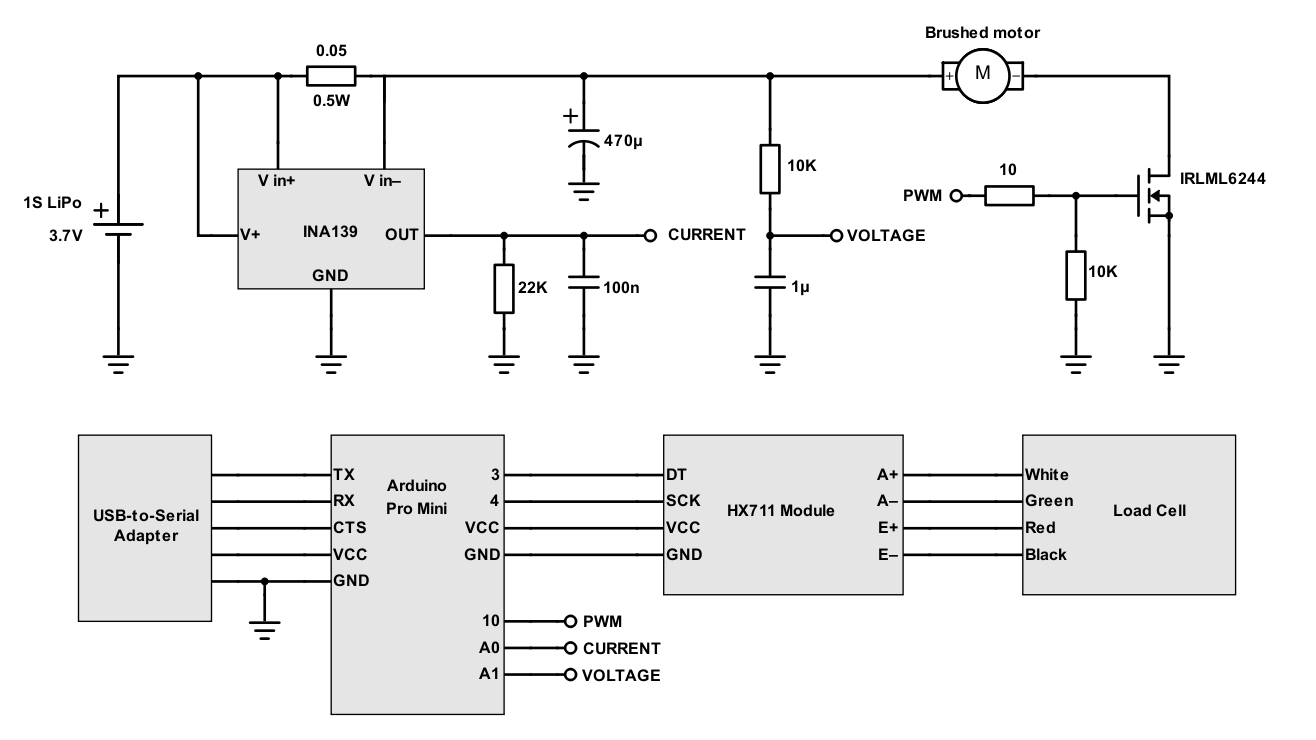 Brushed motor
0.05
0.5W
+ M −
+
470µ
10K
V in+ V in−
10
IRLML6244
PWM
1S LiPo
+
3.7V
V+ INA139 OUT
CURRENT
VOLTAGE
GND
22K
100n
1µ
10K
USB-to-Serial
Adapter
Arduino
Pro Mini
TX
RX
CTS
VCC
GND
3
4
VCC
GND
10
A0
A1
PWM
CURRENT
VOLTAGE
DT
SCK
VCC
GND
HX711 Module
A+
A−
E+
E−
White
Green
Red
Black
Load Cell